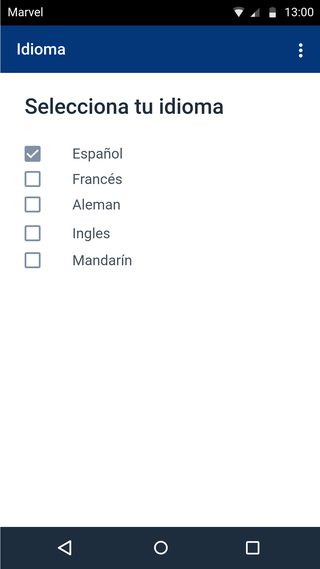 Marvel
13:00
Idioma
Selecciona tu idioma
Español
Francés
Aleman
Ingles
Mandarín